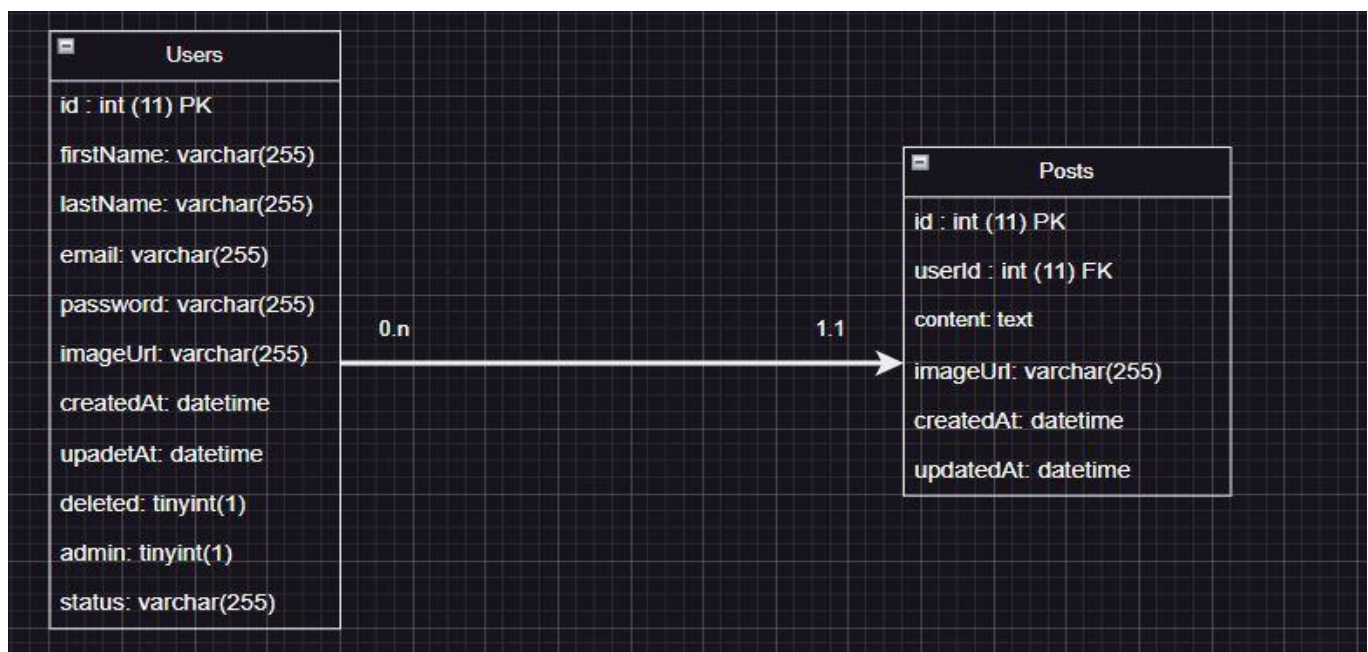 Users
id : int (11) PK
firstName: varchar(255)
lastName: varchar(255)
email: varchar(255)
password: varchar(255)
imageUrl: varchar(255)
createdAt: datetime
upadetAt: datetime
deleted: tinyint(1)
admin: tinyint(1)
status: varchar(255)
0.n
1.1
Posts
id : int (11) PK
userId : int (11) FK
content: text
imageUrl: varchar(255)
createdAt: datetime
updatedAt: datetime